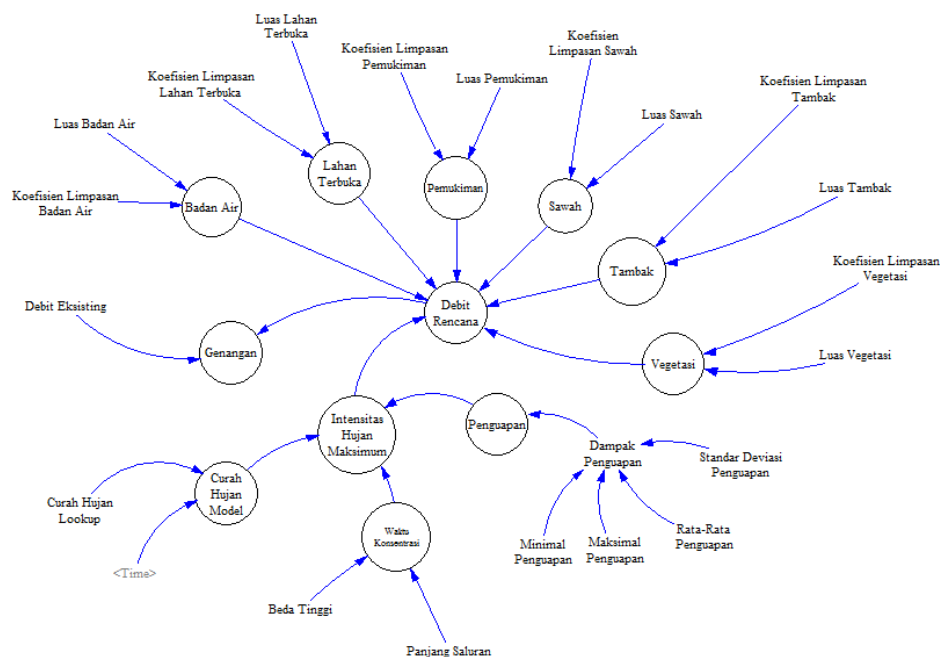 Luas Lahan
Terbuka
Koefisien Limpasan
Pemukiman
Koefisien
Limpasan Sawah
Koefisien Limpasan
Lahan Terbuka
Luas Pemukiman
Koefisien Limpasan
Tambak
Luas Badan Air
Luas Sawah
Lahan
Terbuka
Pemukiman
Koefisien Limpasan
Badan Air
Badan Air
Sawah
Luas Tambak
Tambak
Koefisien Limpasan
Vegetasi
Debit Eksisting
Debit
Rencana
Genangan
Vegetasi
Luas Vegetasi
Intensitas
Hujan
Maksimum
Penguapan
Dampak
Penguapan
Standar Deviasi
Penguapan
Curah
Hujan
Model
Curah Hujan
Lookup
Waktu
Konsentrasi
Minimal
Penguapan
Maksimal
Penguapan
Rata-Rata
Penguapan
<Time>
Beda Tinggi
Panjang Saluran